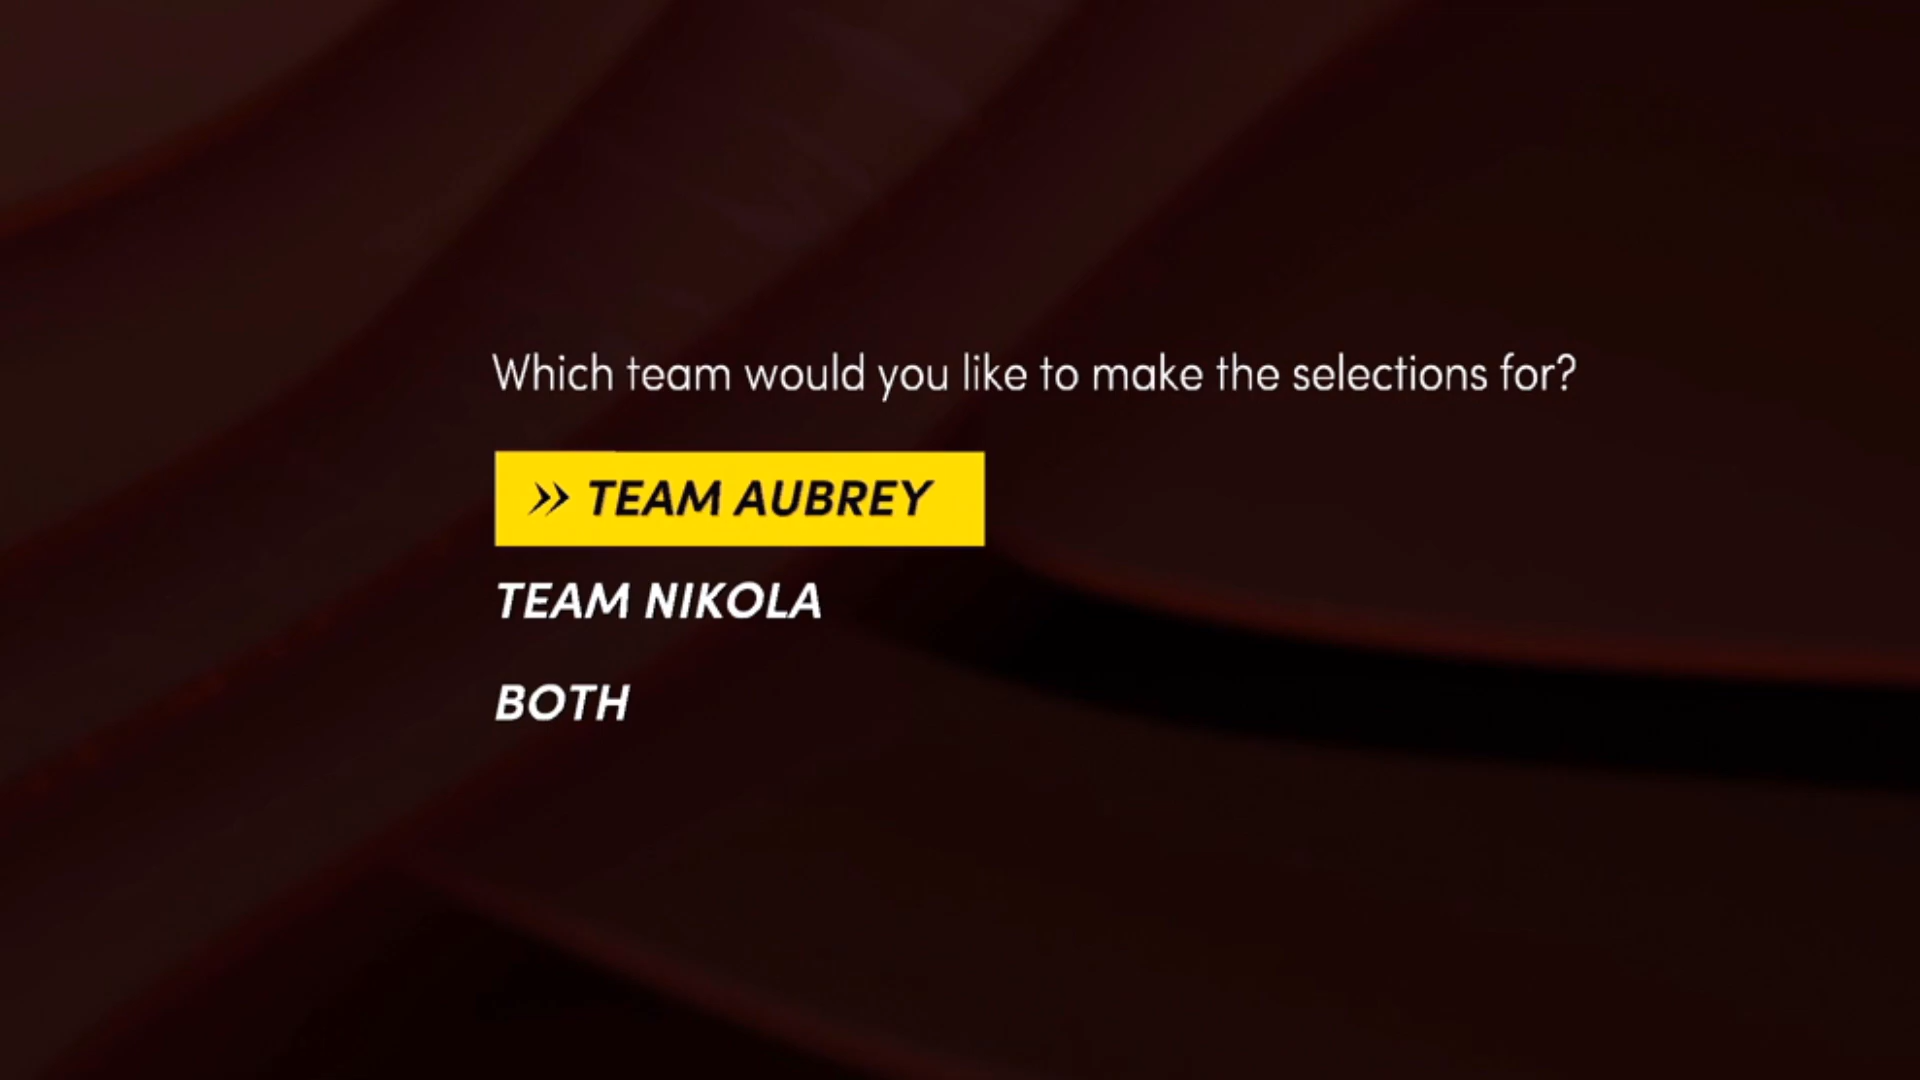 Which team would you like to make the selections for?
» TEAM AUBREY
TEAM NIKOLA
BOTH